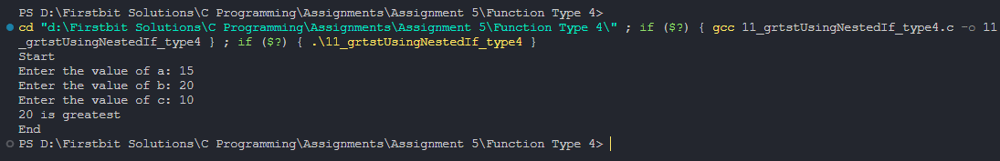 PS D:\Firstbit Solutions\C Programming\Assignments\Assignment 5\Function Type 4>
cd "d:\Firstbit Solutions\C Programming\Assignments\Assignment 5\Function Type 4\" ; if ($?) { gcc 11_grtstUsingNestedIf_type4.c -o 11
_grtstUsingNestedIf_type4 } ; if ($?) { .\11_grtstUsingNestedIf_type4 }
Start
Enter the value of a: 15
Enter the value of b: 20
Enter the value of c: 10
20 is greatest
End
PS D:\Firstbit Solutions\C Programming\Assignments\Assignment 5\Function Type 4>